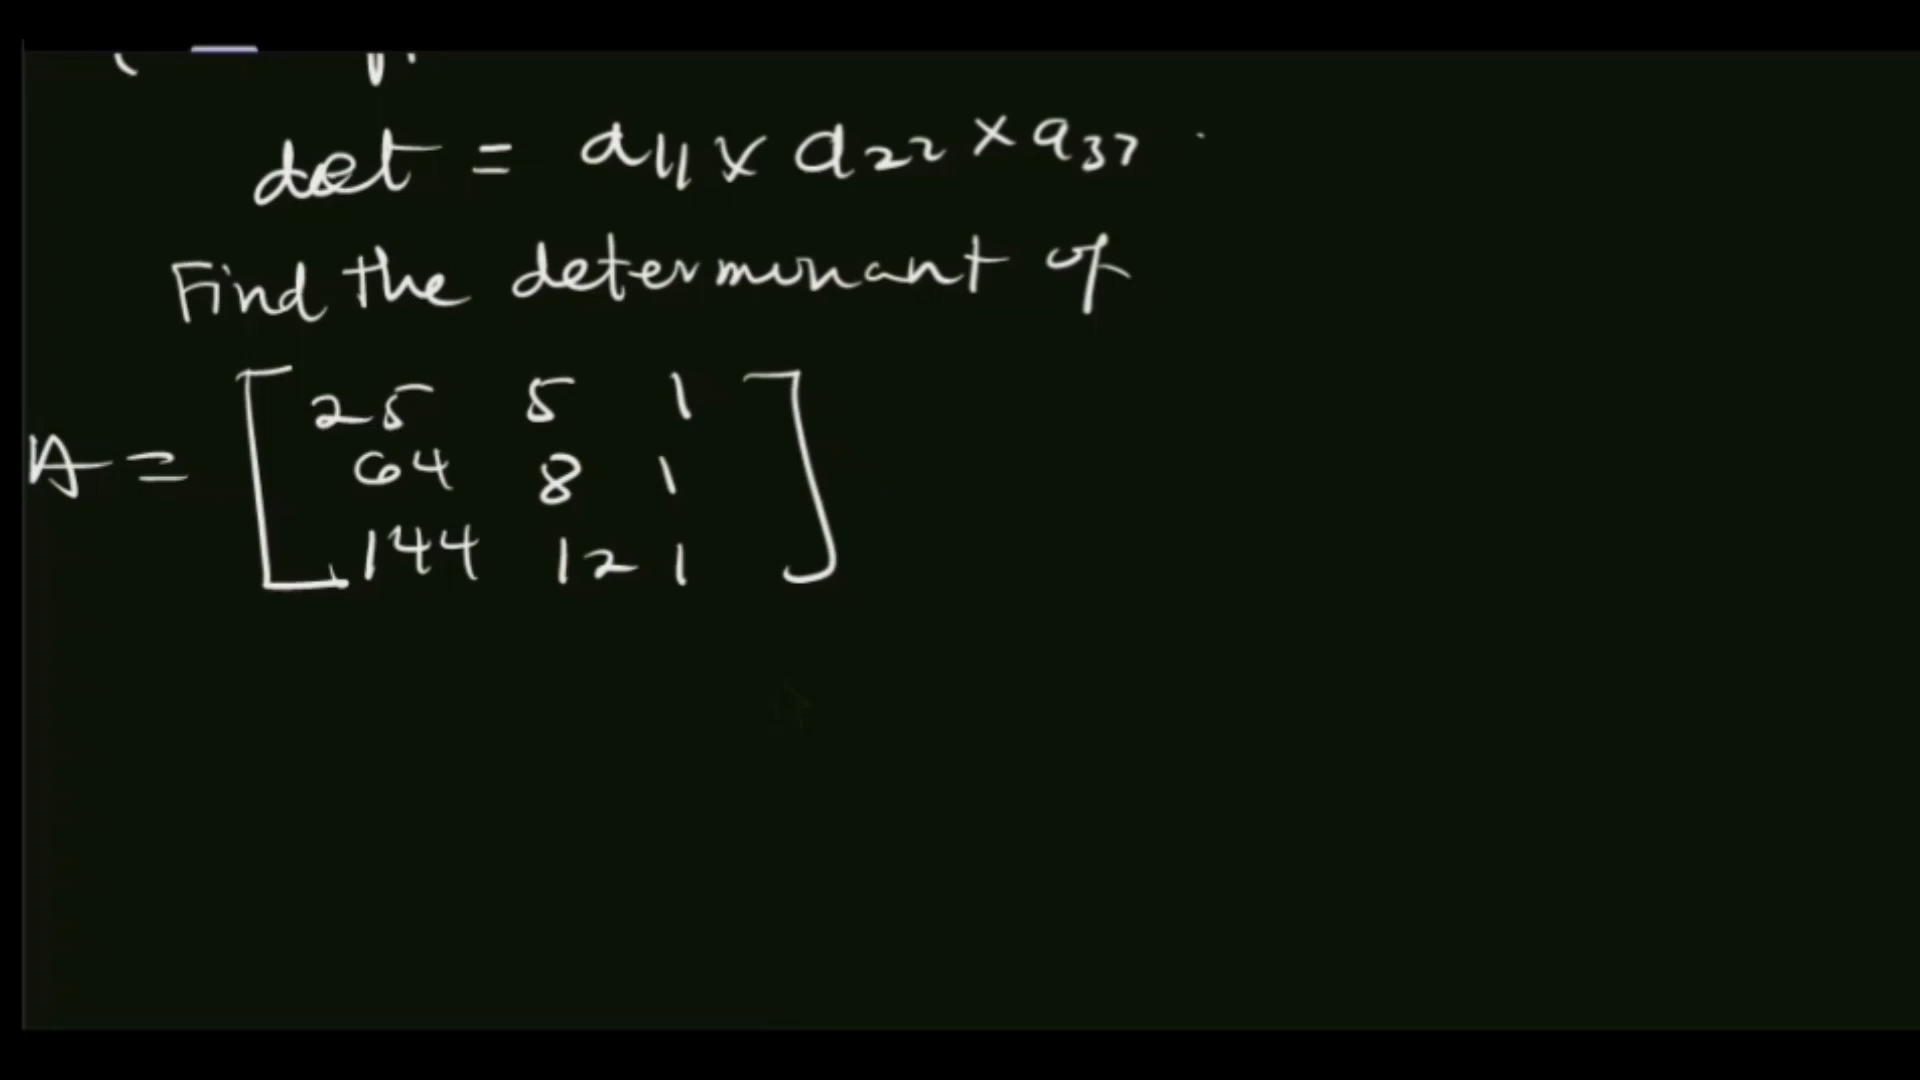 det = a11 x a22 x a33
Find the determinant of
A = [ 25 5 1
64 8 1
144 12 1 ]